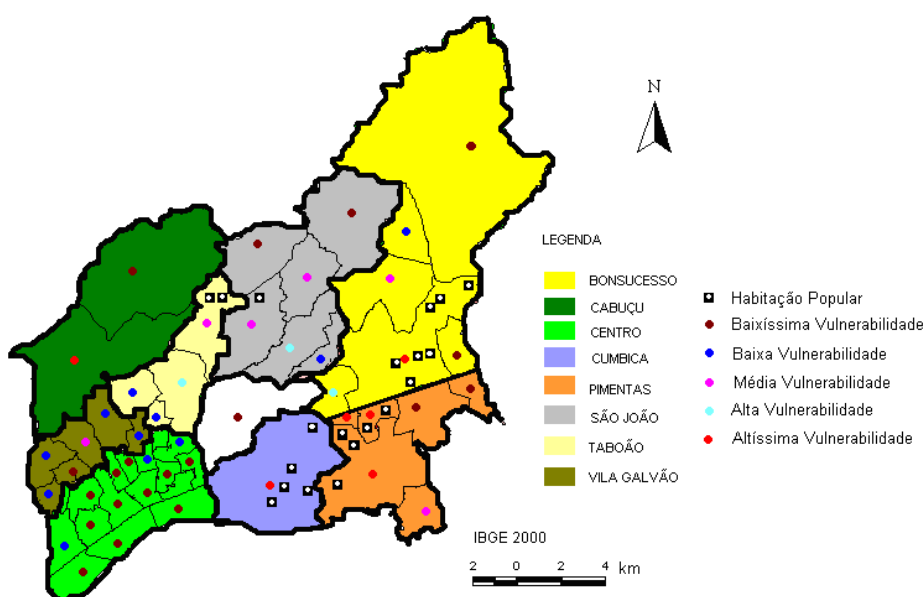 N
LEGENDA
BONSUCESSO
CABUÇU
CENTRO
CUMBICA
PIMENTAS
SÃO JOÃO
TABOÃO
VILA GALVÃO
Habitação Popular
Baixíssima Vulnerabilidade
Baixa Vulnerabilidade
Média Vulnerabilidade
Alta Vulnerabilidade
Altíssima Vulnerabilidade
IBGE 2000
2 0 2 4 km